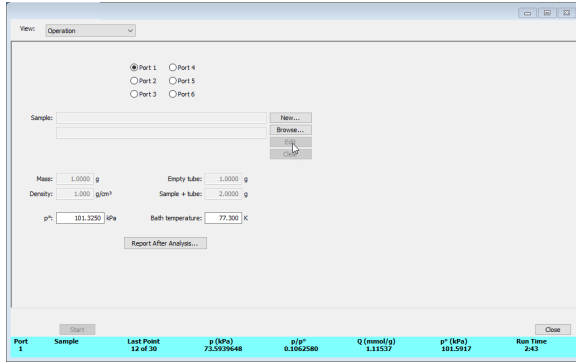 View: Operation
Port 1 Port 4
Port 2 Port 5
Port 3 Port 6
Sample: New...
Browse...
Edit
Clear
Mass: 1.0000 g Empty tube: 1.0000 g
Density: 1.000 g/cm³ Sample + tube: 2.0000 g
p°: 101.3250 kPa Bath temperature: 77.300 K
Report After Analysis...
Start Close
Port Sample Last Point p (kPa) p/p° Q (mmol/g) p° (kPa) Run Time
1 12 of 30 73.5939648 0.1062580 1.11537 101.5917 2:43